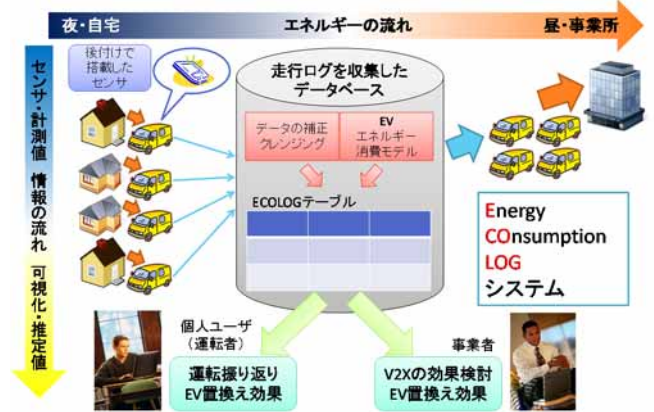 夜・自宅
エネルギーの流れ
昼・事業所
センサ・計測値 情報の流れ 可視化・推定値
後付けで
搭載した
センサ
走行ログを収集した
データベース
データの補正
クレンジング
EV
エネルギー
消費モデル
ECOLOGテーブル
Energy
COnsumption
LOG
システム
個人ユーザ
(運転者)
運転振り返り
EV置換え効果
事業者
V2Xの効果検討
EV置換え効果